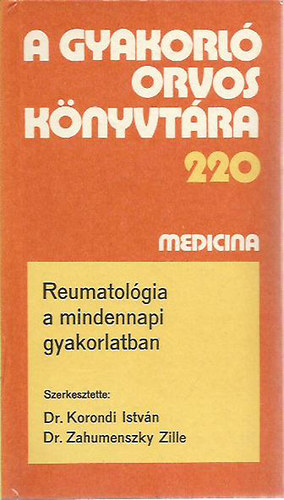 A GYAKORLÓ
ORVOS
KÖNYVTÁRA
220
MEDICINA
Reumatológia
a mindennapi
gyakorlatban
Szerkesztette:
Dr. Korondi István
Dr. Zahumenszky Zille